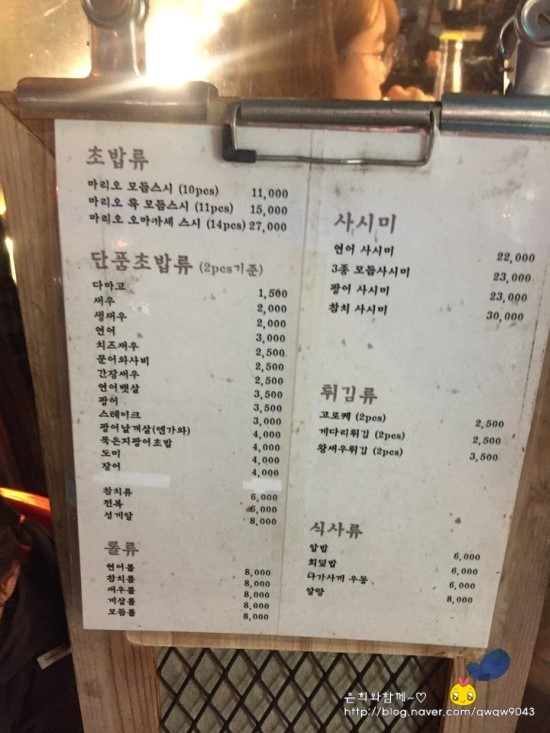 초밥류
마리오 모듬스시 (10pcs) 11,000
마리오 특 모듬스시 (11pcs) 15,000
마리오 오마카세 스시 (14pcs) 27,000
단품초밥류 (2pcs기준)
다마고 1,500
새우 2,000
생새우 2,000
연어 3,000
치즈새우 2,500
문어와사비 2,500
간장새우 2,500
연어뱃살 3,500
광어 3,500
스테이크 3,000
광어날개살(엔가와) 4,000
묵은지광어초밥 4,000
도미 4,000
장어 4,000
참치류 6,000
전복 6,000
성게알 8,000
롤류
연어롤 8,000
참치롤 8,000
새우롤 8,000
게살롤 8,000
모듬롤 8,000
사시미
연어 사시미 22,000
3종 모듬사시미 23,000
광어 사시미 23,000
참치 사시미 30,000
튀김류
고로케 (2pcs) 2,500
게다리튀김 (2pcs) 2,500
왕새우튀김 (2pcs) 3,500
식사류
알밥 6,000
회덮밥 6,000
나가사끼 우동 6,000
알탕 8,000
은희와함께~♡
http://blog.naver.com/qwqw9043